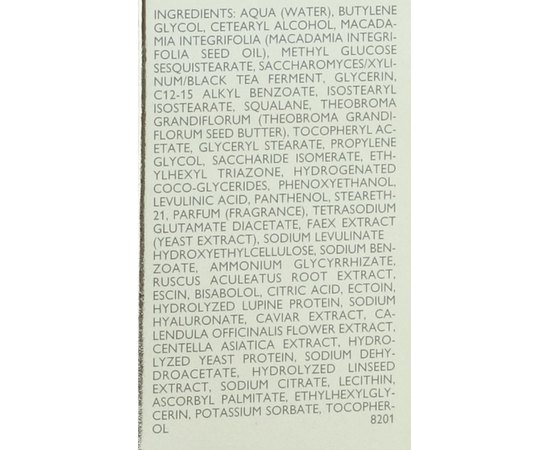 INGREDIENTS: AQUA (WATER), BUTYLENE
GLYCOL, CETEARYL ALCOHOL, MACADA-
MIA INTEGRIFOLIA (MACADAMIA INTEGRI-
FOLIA SEED OIL), METHYL GLUCOSE
SESQUISTEARATE, SACCHAROMYCES/XYLI-
NUM/BLACK TEA FERMENT, GLYCERIN,
C12-15 ALKYL BENZOATE, ISOSTEARYL
ISOSTEARATE, SQUALANE, THEOBROMA
GRANDIFLORUM (THEOBROMA GRANDI-
FLORUM SEED BUTTER), TOCOPHERYL AC-
ETATE, GLYCERYL STEARATE, PROPYLENE
GLYCOL, SACCHARIDE ISOMERATE, ETH-
YLHEXYL TRIAZONE, HYDROGENATED
COCO-GLYCERIDES, PHENOXYETHANOL,
LEVULINIC ACID, PANTHENOL, STEARETH-
21, PARFUM (FRAGRANCE), TETRASODIUM
GLUTAMATE DIACETATE, FAEX EXTRACT
(YEAST EXTRACT), SODIUM LEVULINATE
HYDROXYETHYLCELLULOSE, SODIUM BEN-
ZOATE, AMMONIUM GLYCYRRHIZATE,
RUSCUS ACULEATUS ROOT EXTRACT,
ESCIN, BISABOLOL, CITRIC ACID, ECTOIN,
HYDROLYZED LUPINE PROTEIN, SODIUM
HYALURONATE, CAVIAR EXTRACT, CA-
LENDULA OFFICINALIS FLOWER EXTRACT,
CENTELLA ASIATICA EXTRACT, HYDRO-
LYZED YEAST PROTEIN, SODIUM DEHY-
DROACETATE, HYDROLYZED LINSEED
EXTRACT, SODIUM CITRATE, LECITHIN,
ASCORBYL PALMITATE, ETHYLHEXYLGLY-
CERIN, POTASSIUM SORBATE, TOCOPHER-
OL 8201